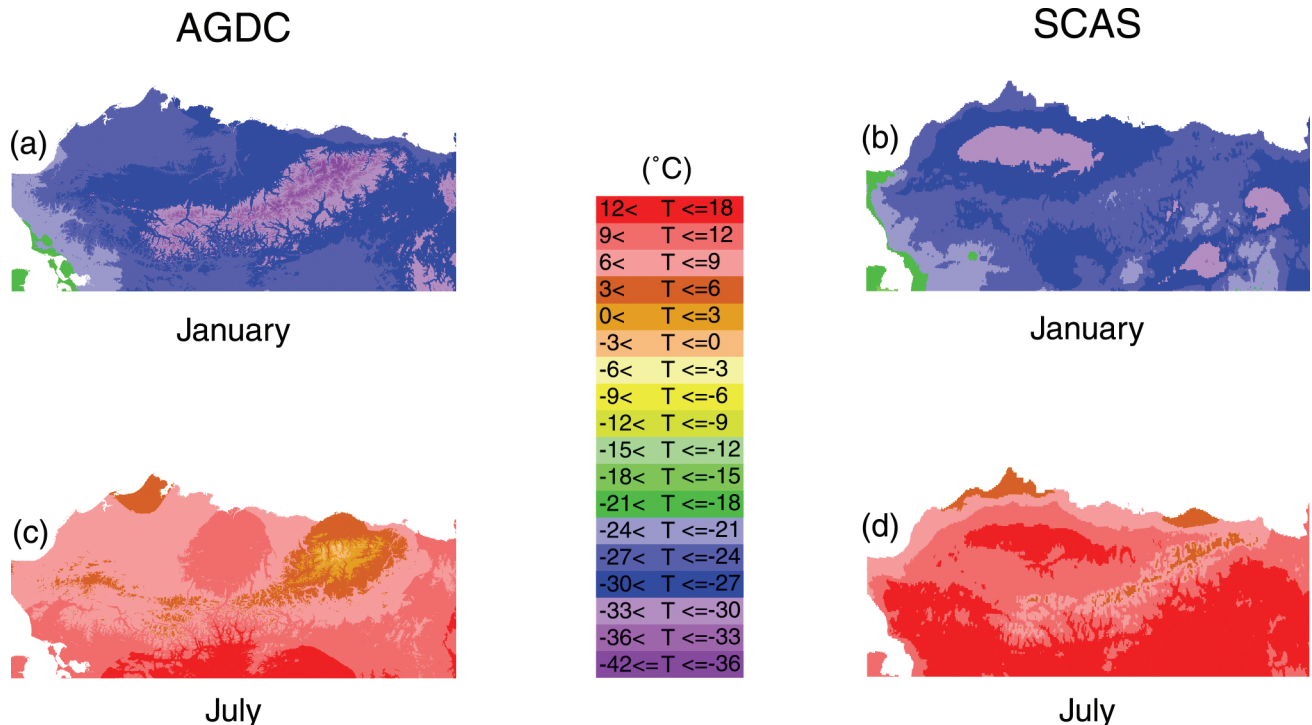 AGDC
SCAS
(a)
(b)
January
January
(˚C)
12< T <=18
9< T <=12
6< T <=9
3< T <=6
0< T <=3
-3< T <=0
-6< T <=-3
-9< T <=-6
-12< T <=-9
-15< T <=-12
-18< T <=-15
-21< T <=-18
-24< T <=-21
-27< T <=-24
-30< T <=-27
-33< T <=-30
-36< T <=-33
-42<= T <=-36
(c)
(d)
July
July